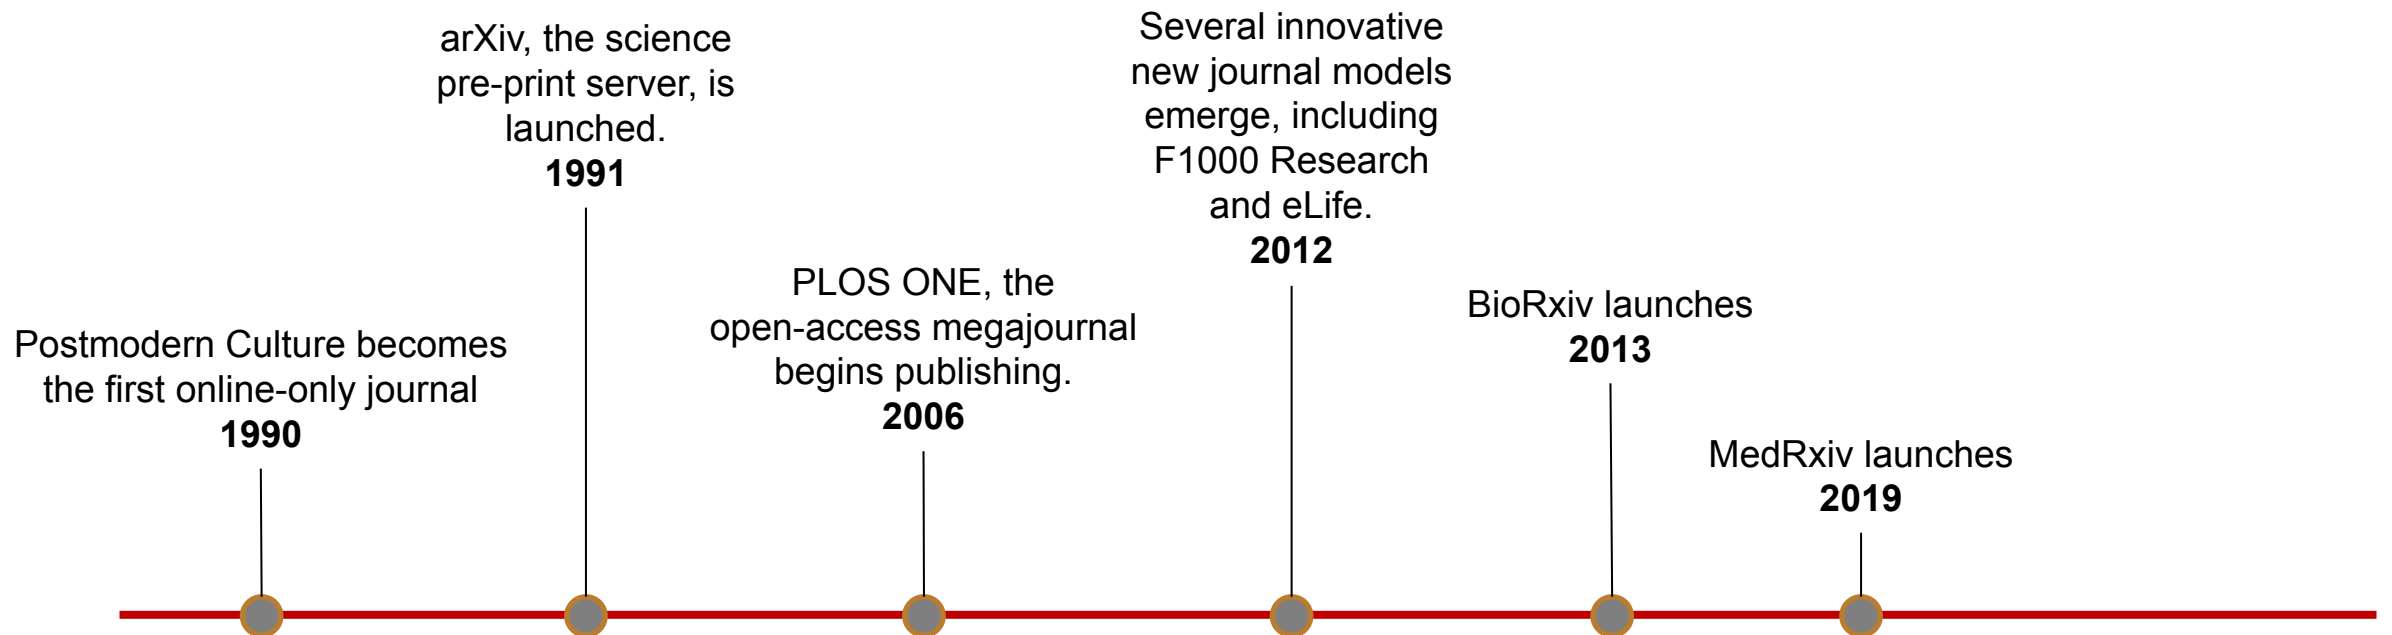 Postmodern Culture becomes
the first online-only journal
1990
arXiv, the science
pre-print server, is
launched.
1991
PLOS ONE, the
open-access megajournal
begins publishing.
2006
Several innovative
new journal models
emerge, including
F1000 Research
and eLife.
2012
BioRxiv launches
2013
MedRxiv launches
2019